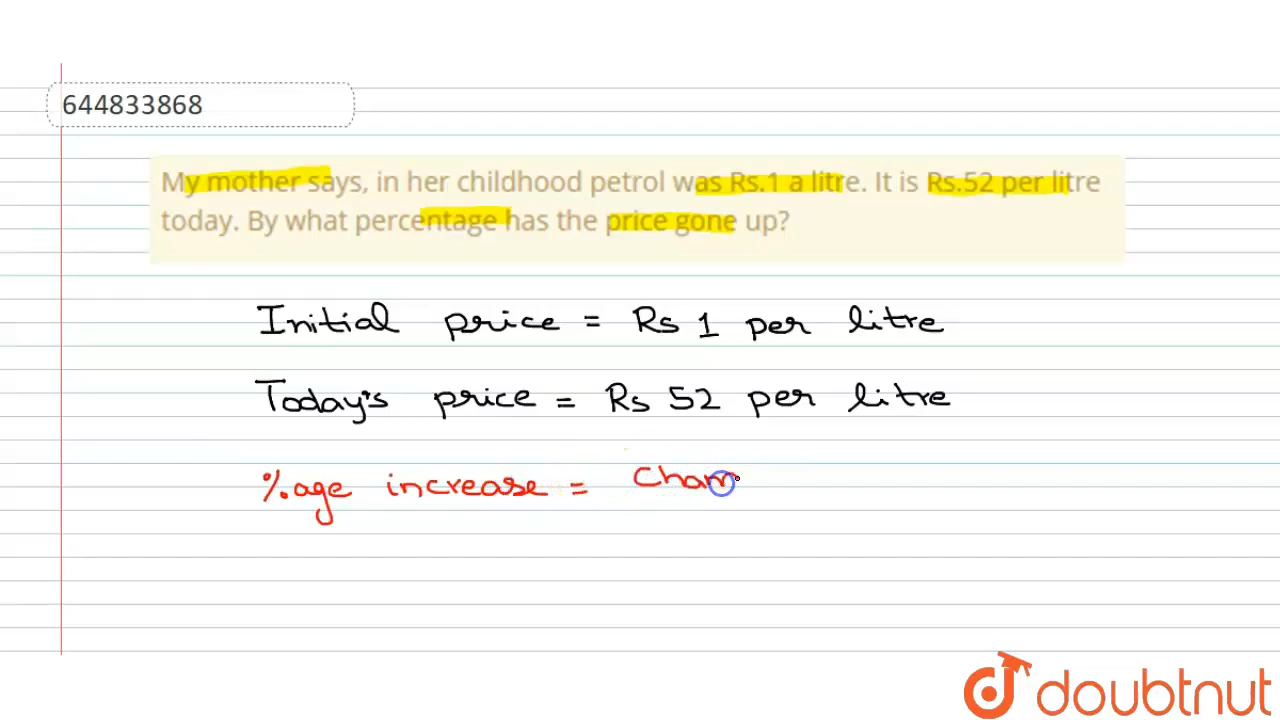 644833868
My mother says, in her childhood petrol was Rs.1 a litre. It is Rs.52 per litre
today. By what percentage has the price gone up?
Initial price = Rs 1 per litre
Today's price = Rs 52 per litre
%age increase = Chan
doubtnut